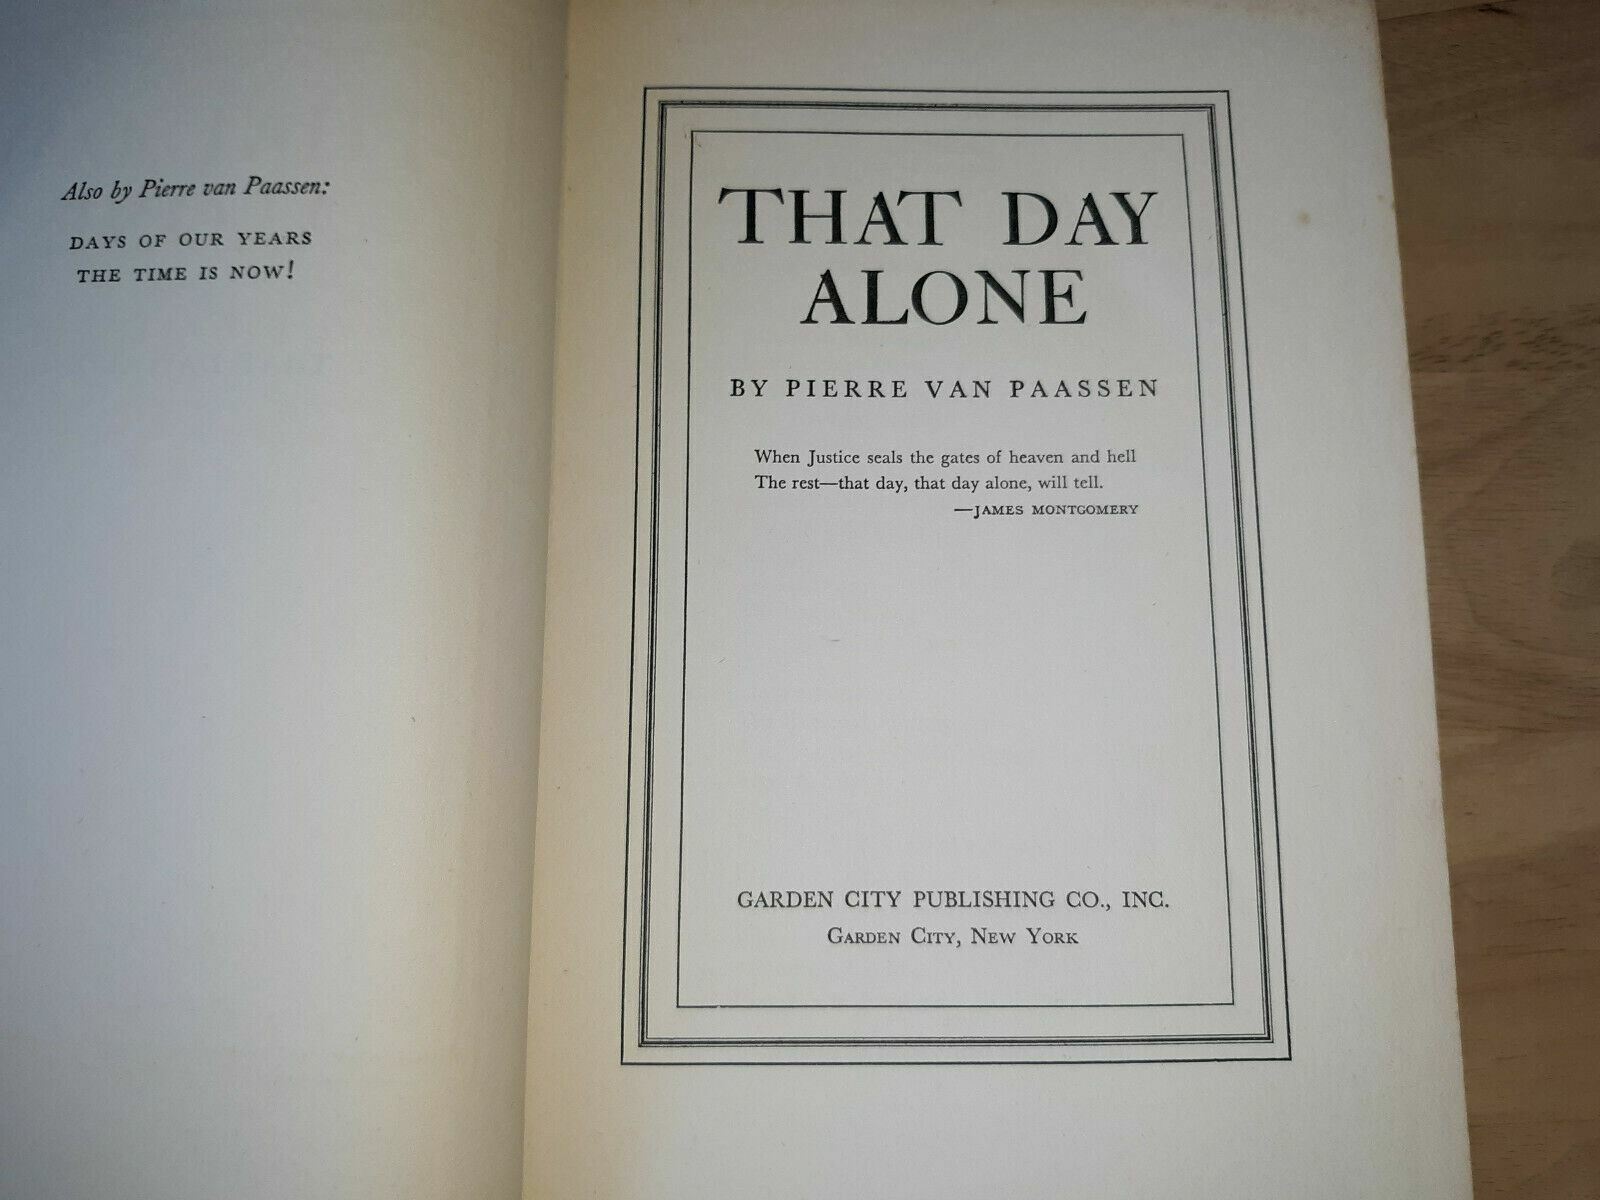 Also by Pierre van Paassen:
DAYS OF OUR YEARS
THE TIME IS NOW!
THAT DAY
ALONE
BY PIERRE VAN PAASSEN
When Justice seals the gates of heaven and hell
The rest—that day, that day alone, will tell.
—JAMES MONTGOMERY
GARDEN CITY PUBLISHING CO., INC.
GARDEN CITY, NEW YORK